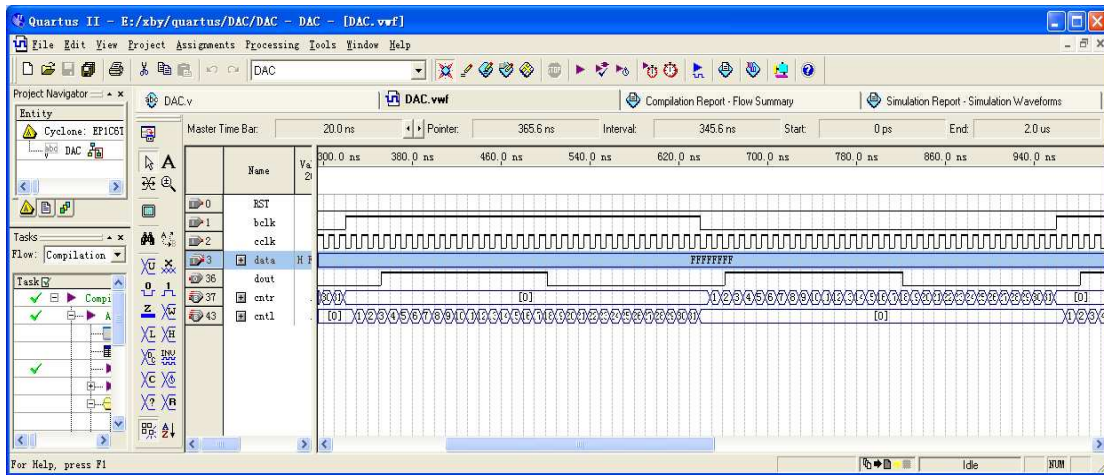 Quartus II - E:/xby/quartus/DAC/DAC - DAC - [DAC.vwf]
File Edit View Project Assignments Processing Tools Window Help
DAC
Project Navigator
Entity
Cyclone: EP1C6T
DAC
DAC.v
DAC.vwf
Compilation Report - Flow Summary
Simulation Report - Simulation Waveforms
Master Time Bar: 20.0 ns Pointer: 365.6 ns Interval: 345.6 ns Start: 0 ps End: 2.0 us
Name
300.0 ns 380.0 ns 460.0 ns 540.0 ns 620.0 ns 700.0 ns 780.0 ns 860.0 ns 940.0 ns
0 RST
1 bclk
2 cclk
3 data FFFFFFFF
36 dout
37 cntr [0] [0]
43 cntl [0] [0]
Tasks
Flow: Compilation
Task
Compi
A
For Help, press F1
Idle
NUM